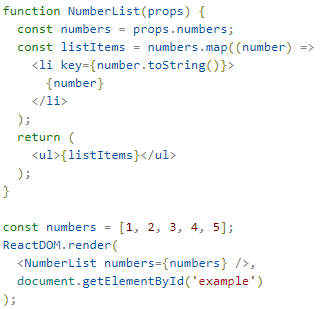 function NumberList(props) {
  const numbers = props.numbers;
  const listItems = numbers.map((number) =>
    <li key={number.toString()}>
      {number}
    </li>
  );
  return (
    <ul>{listItems}</ul>
  );
}

const numbers = [1, 2, 3, 4, 5];
ReactDOM.render(
  <NumberList numbers={numbers} />,
  document.getElementById('example')
);